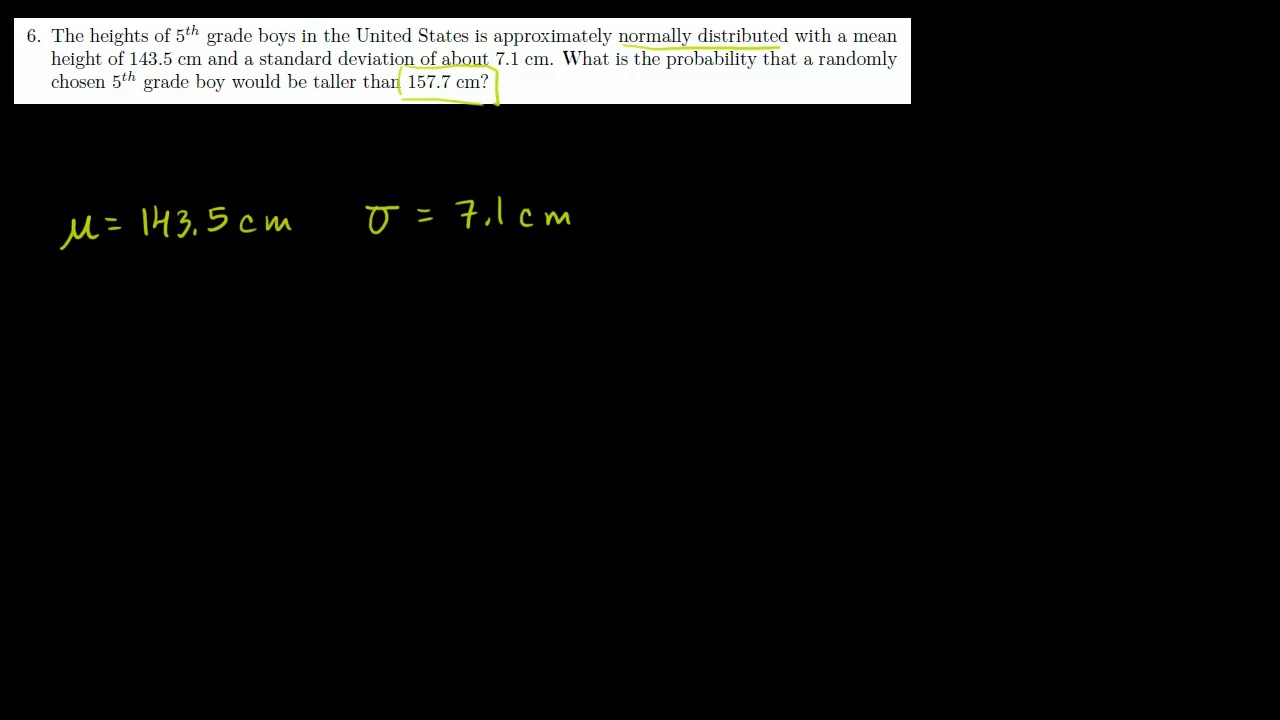 6. The heights of 5th grade boys in the United States is approximately normally distributed with a mean
height of 143.5 cm and a standard deviation of about 7.1 cm. What is the probability that a randomly
chosen 5th grade boy would be taller than 157.7 cm?
μ = 143.5 cm σ = 7.1 cm